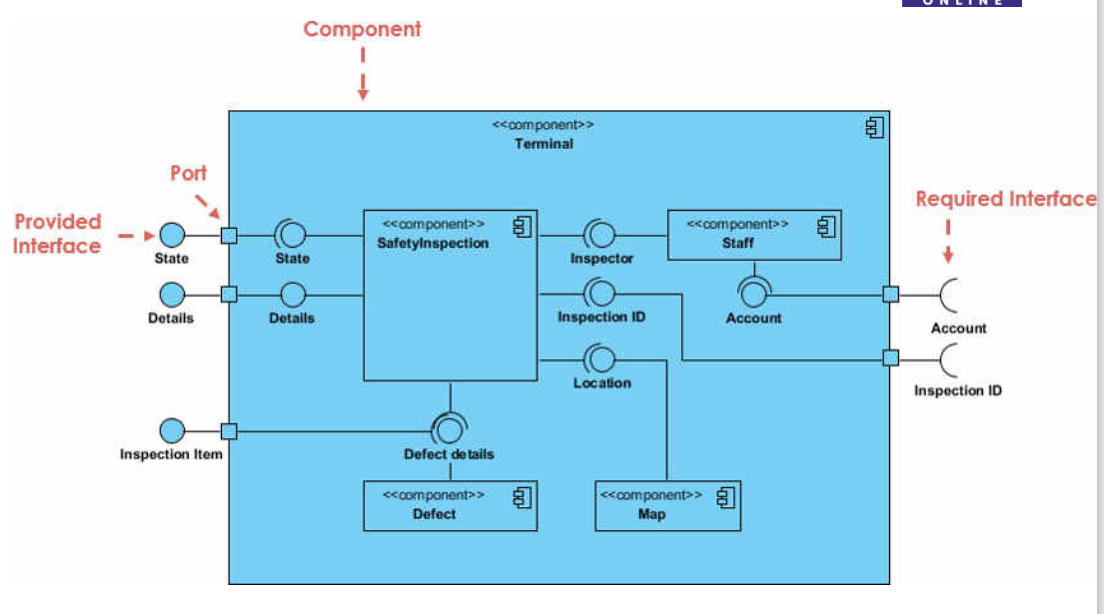 ONLINE
Component
<<component>>
Terminal
Port
Provided
Interface
Required Interface
<<component>>
SafetyInspection
<<component>>
Staff
State
State
Inspector
Details
Details
Inspection ID
Account
Account
Location
Inspection ID
Inspection Item
Defect details
<<component>>
Defect
<<component>>
Map